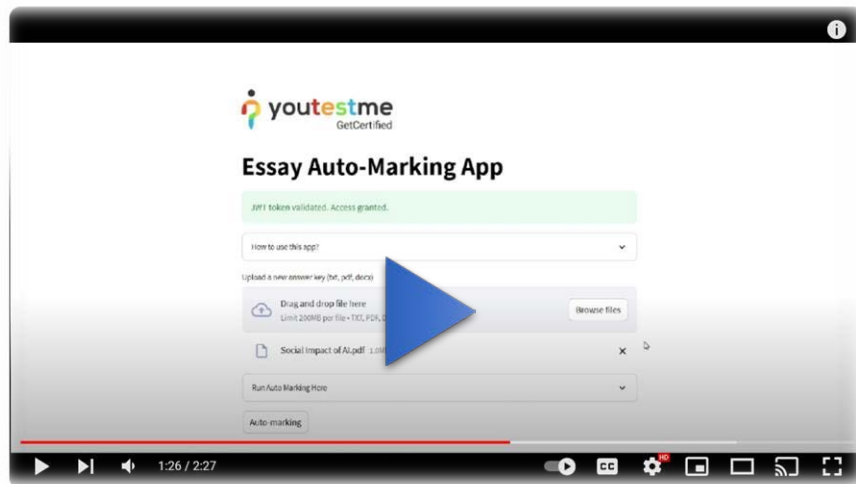 youtestme
GetCertified
Essay Auto-Marking App
JWT token validated. Access granted.
How to use this app?
Upload a new answer key (txt, pdf, docx)
Drag and drop file here
Browse files
Limit 200MB per file • TXT, PDF,
Social Impact of AI.pdf
Run Auto Marking Here
Auto-marking
1:26 / 2:27
CC
HD